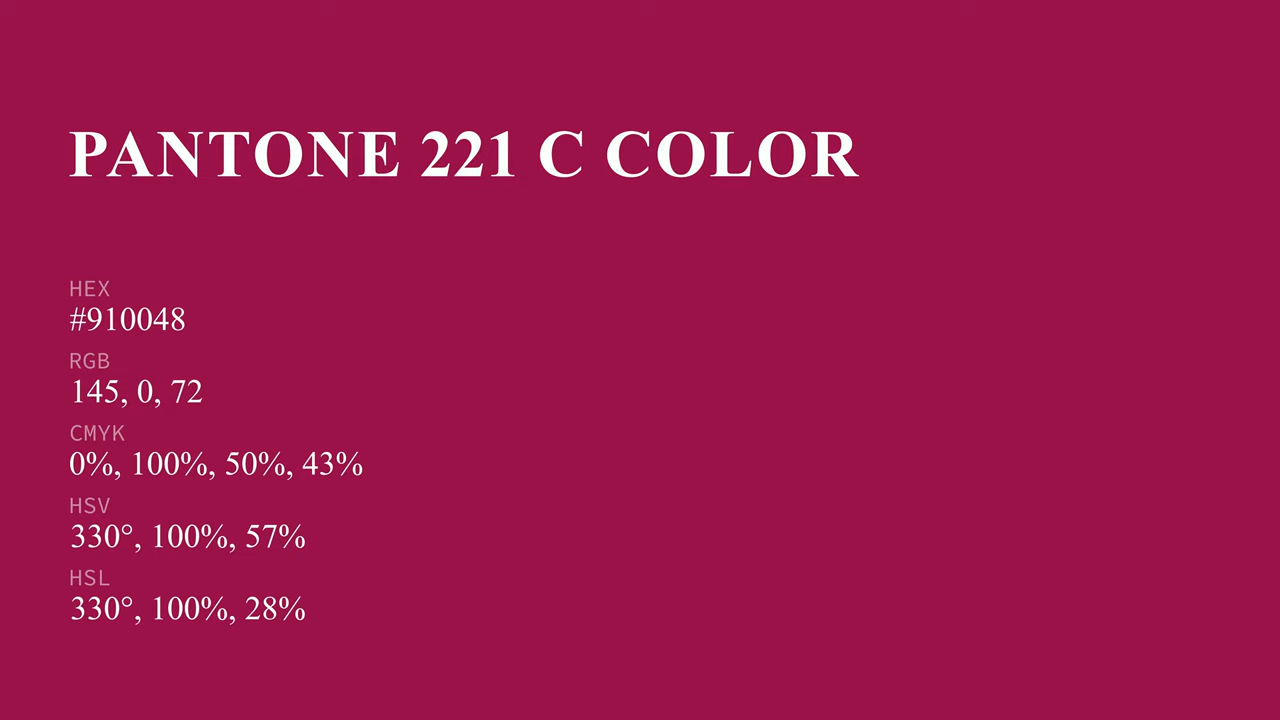 PANTONE 221 C COLOR
HEX
#910048
RGB
145, 0, 72
CMYK
0%, 100%, 50%, 43%
HSV
330°, 100%, 57%
HSL
330°, 100%, 28%